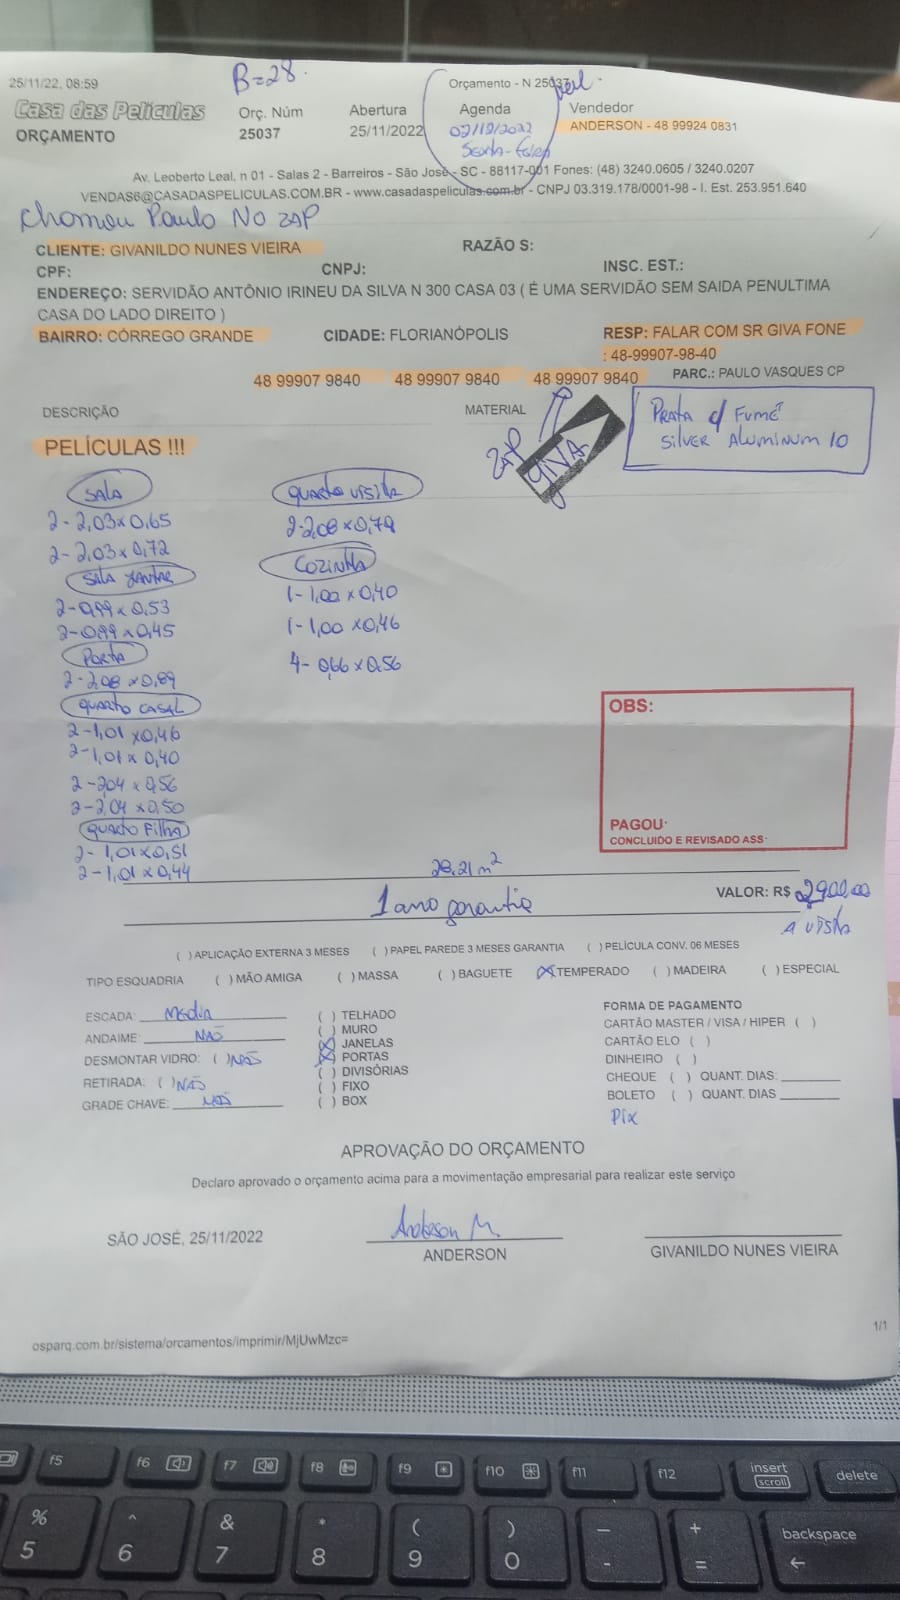 25/11/22, 08:59
B=28.
Orçamento - N 25037
Casa das Películas
ORÇAMENTO
Orç. Núm
25037
Abertura
25/11/2022
Agenda
02/12/2022
Sexta-Feira
Vendedor
ANDERSON - 48 99924 0831
Av. Leoberto Leal, n 01 - Salas 2 - Barreiros - São José - SC - 88117-001 Fones: (48) 3240.0605 / 3240.0207
VENDAS6@CASADASPELICULAS.COM.BR - www.casadaspeliculas.com.br - CNPJ 03.319.178/0001-98 - I. Est. 253.951.640
Chamou Paulo No ZAP
CLIENTE: GIVANILDO NUNES VIEIRA
RAZÃO S:
CPF:
CNPJ:
INSC. EST.:
ENDEREÇO: SERVIDÃO ANTÔNIO IRINEU DA SILVA N 300 CASA 03 ( É UMA SERVIDÃO SEM SAIDA PENULTIMA
CASA DO LADO DIREITO )
BAIRRO: CÓRREGO GRANDE
CIDADE: FLORIANÓPOLIS
RESP: FALAR COM SR GIVA FONE
: 48-99907-98-40
48 99907 9840 48 99907 9840 48 99907 9840
PARC.: PAULO VASQUES CP
DESCRIÇÃO
MATERIAL
PRATA c/ FUMÊ
SILVER ALUMINUM 10
ZAP
GIVA
PELÍCULAS !!!
SALA
2-2,03x0,65
2-2,03x0,72
SALA JANTAR
2-0,99x0,53
2-0,99x0,45
PORTA
2-2,08x0,89
QUARTO CASAL
2-1,01x0,46
2-1,01x0,40
2-2,04x0,56
2-2,04x0,50
QUARTO FILHA
2-1,01x0,51
2-1,01x0,44
QUARTO VISITA
2-2,08x0,79
COZINHA
1-1,00x0,40
1-1,00x0,46
4-0,66x0,56
OBS:
PAGOU:
CONCLUIDO E REVISADO ASS:
28,21m²
1 ano garantia
VALOR: R$ 2900,00
A VISTA
( ) APLICAÇÃO EXTERNA 3 MESES ( ) PAPEL PAREDE 3 MESES GARANTIA ( ) PELÍCULA CONV. 06 MESES
TIPO ESQUADRIA ( ) MÃO AMIGA ( ) MASSA ( ) BAGUETE (X) TEMPERADO ( ) MADEIRA ( ) ESPECIAL
ESCADA: Media
ANDAIME: NÃO
DESMONTAR VIDRO: ( ) NÃO
RETIRADA: ( ) NÃO
GRADE CHAVE: NÃO
( ) TELHADO
( ) MURO
(X) JANELAS
(X) PORTAS
( ) DIVISÓRIAS
( ) FIXO
( ) BOX
FORMA DE PAGAMENTO
CARTÃO MASTER / VISA / HIPER ( )
CARTÃO ELO ( )
DINHEIRO ( )
CHEQUE ( ) QUANT. DIAS:
BOLETO ( ) QUANT. DIAS
PIX
APROVAÇÃO DO ORÇAMENTO
Declaro aprovado o orçamento acima para a movimentação empresarial para realizar este serviço
SÃO JOSÉ, 25/11/2022
Anderson M.
ANDERSON
GIVANILDO NUNES VIEIRA
osparq.com.br/sistema/orcamentos/imprimir/MjUwMzc=
1/1
f5 f6 f7 f8 f9 f10 f11 f12 insert delete
scroll
% ^ & * ( ) — + backspace
5 6 7 8 9 0 - = ←